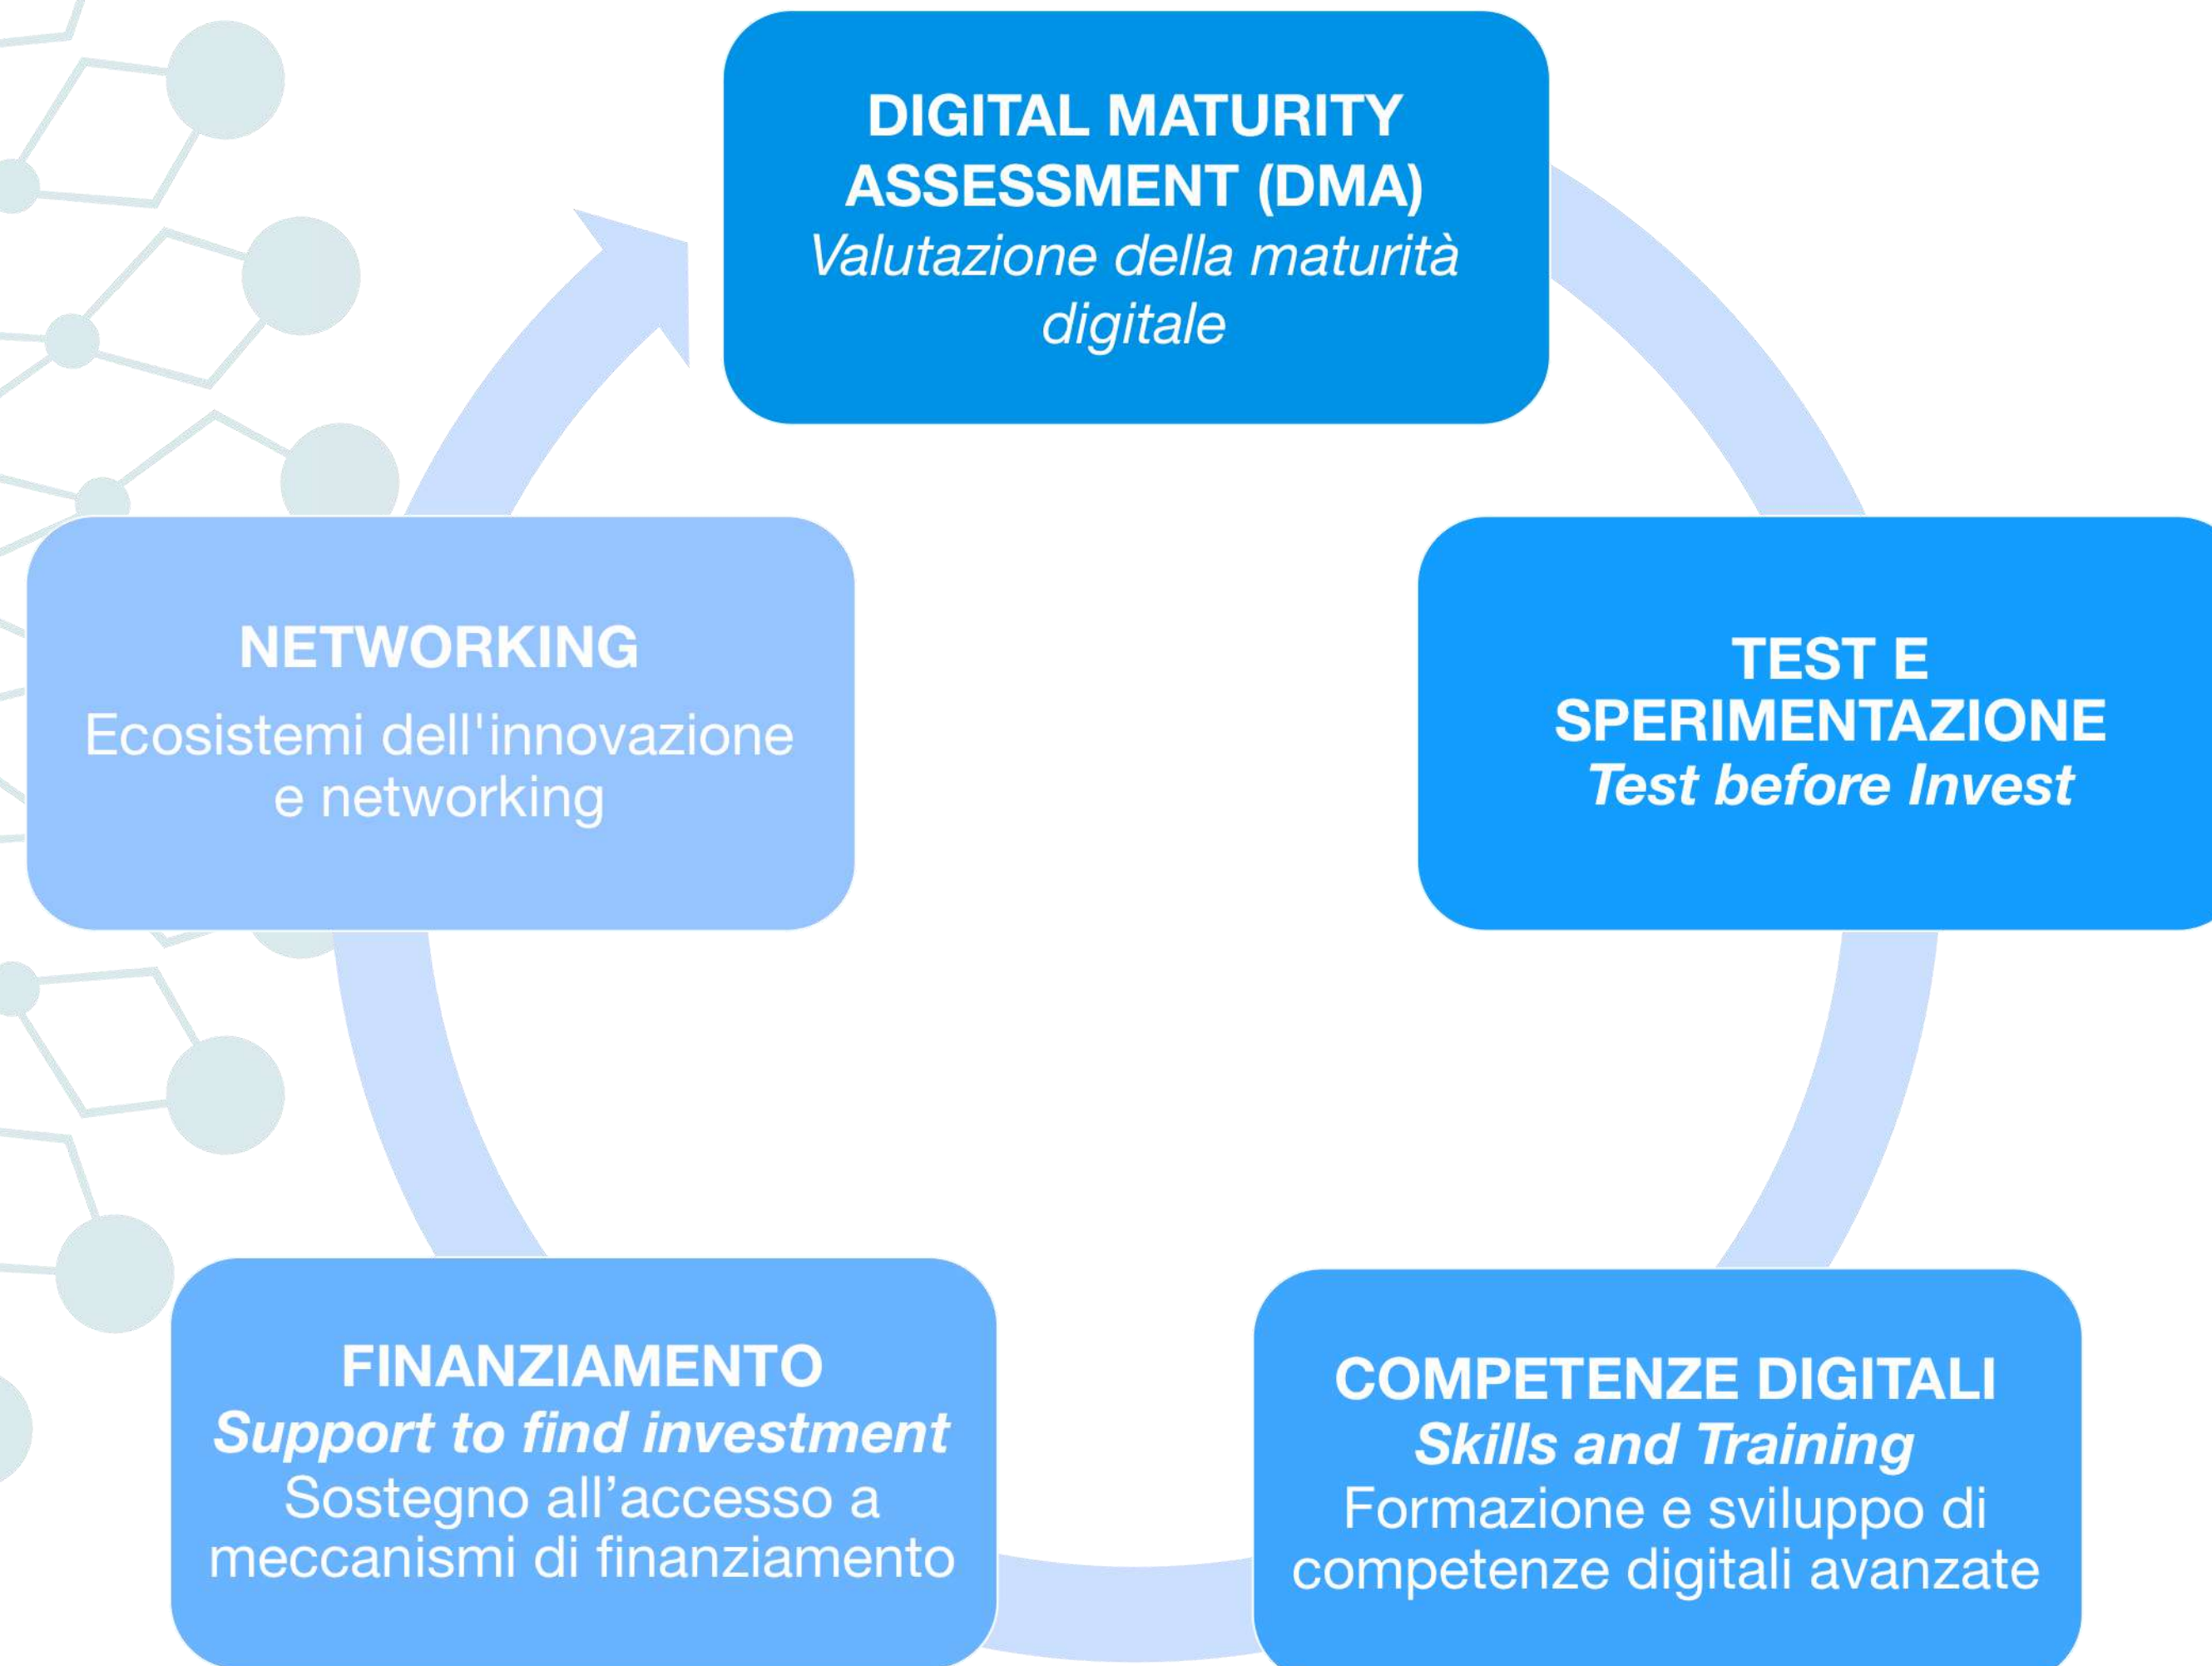 DIGITAL MATURITY
ASSESSMENT (DMA)
Valutazione della maturità
digitale
TEST E
SPERIMENTAZIONE
Test before Invest
COMPETENZE DIGITALI
Skills and Training
Formazione e sviluppo di
competenze digitali avanzate
FINANZIAMENTO
Support to find investment
Sostegno all’accesso a
meccanismi di finanziamento
NETWORKING
Ecosistemi dell'innovazione
e networking